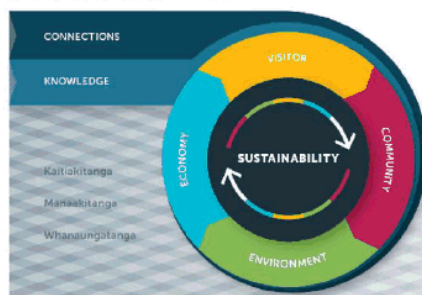 CONNECTIONS
KNOWLEDGE
Kaitiakitanga
Manaakitanga
Whanaungatanga
VISITOR
ECONOMY
SUSTAINABILITY
COMMUNITY
ENVIRONMENT